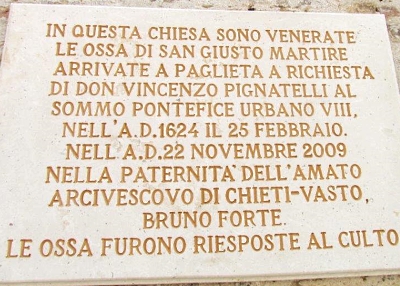 IN QUESTA CHIESA SONO VENERATE
LE OSSA DI SAN GIUSTO MARTIRE
ARRIVATE A PAGLIETA A RICHIESTA
DI DON VINCENZO PIGNATELLI AL
SOMMO PONTEFICE URBANO VIII,
NELL'A.D.1624 IL 25 FEBBRAIO.
NELL'A.D.22 NOVEMBRE 2009
NELLA PATERNITÀ DELL'AMATO
ARCIVESCOVO DI CHIETI-VASTO,
BRUNO FORTE.
LE OSSA FURONO RIESPOSTE AL CULTO